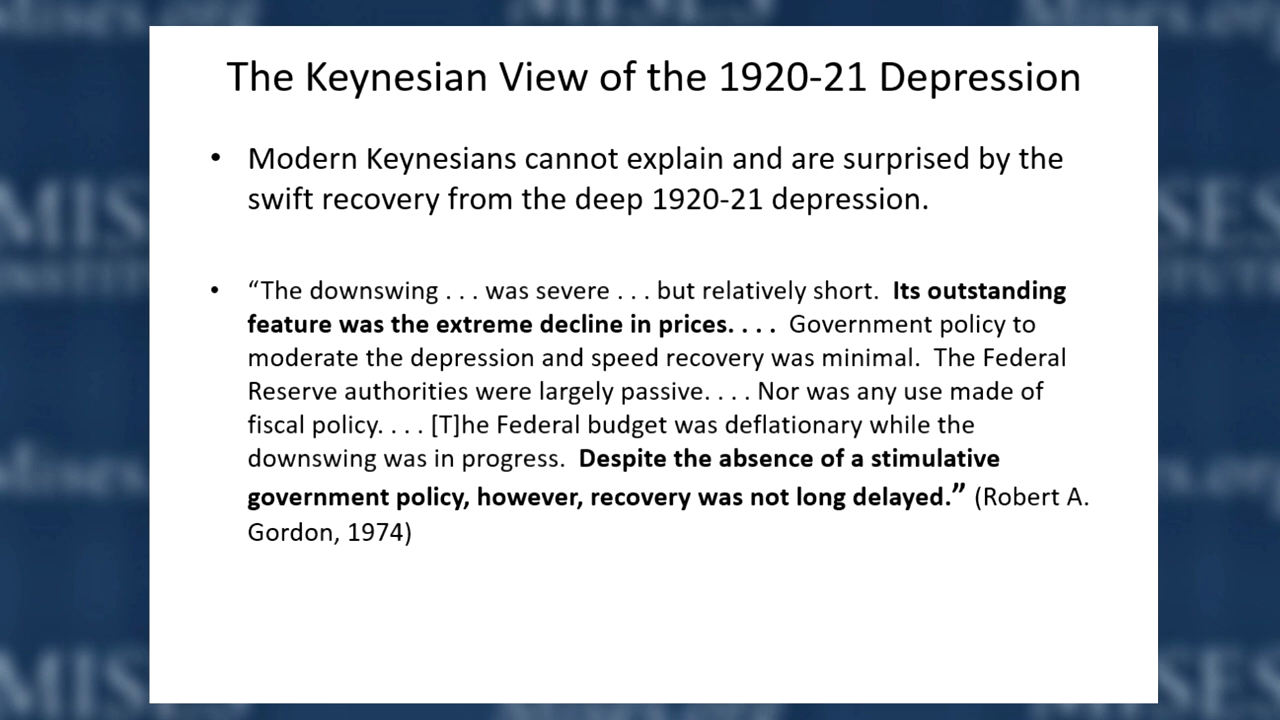 The Keynesian View of the 1920-21 Depression
• Modern Keynesians cannot explain and are surprised by the
swift recovery from the deep 1920-21 depression.
• “The downswing . . . was severe . . . but relatively short. Its outstanding
feature was the extreme decline in prices. . . . Government policy to
moderate the depression and speed recovery was minimal. The Federal
Reserve authorities were largely passive. . . . Nor was any use made of
fiscal policy. . . . [T]he Federal budget was deflationary while the
downswing was in progress. Despite the absence of a stimulative
government policy, however, recovery was not long delayed.” (Robert A.
Gordon, 1974)